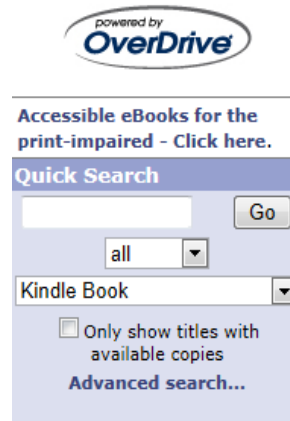 powered by
OverDrive
Accessible eBooks for the
print-impaired - Click here.
Quick Search
Go
all
Kindle Book
Only show titles with
available copies
Advanced search...